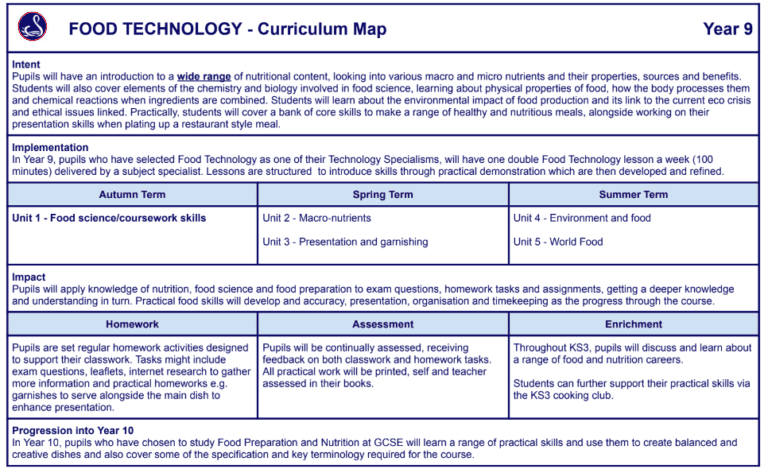 FOOD TECHNOLOGY - Curriculum Map
Year 9
Intent
Pupils will have an introduction to a wide range of nutritional content, looking into various macro and micro nutrients and their properties, sources and benefits.
Students will also cover elements of the chemistry and biology involved in food science, learning about physical properties of food, how the body processes them
and chemical reactions when ingredients are combined. Students will learn about the environmental impact of food production and its link to the current eco crisis
and ethical issues linked. Practically, students will cover a bank of core skills to make a range of healthy and nutritious meals, alongside working on their
presentation skills when plating up a restaurant style meal.
Implementation
In Year 9, pupils who have selected Food Technology as one of their Technology Specialisms, will have one double Food Technology lesson a week (100
minutes) delivered by a subject specialist. Lessons are structured to introduce skills through practical demonstration which are then developed and refined.
Autumn Term
Spring Term
Summer Term
Unit 1 - Food science/coursework skills
Unit 2 - Macro-nutrients
Unit 3 - Presentation and garnishing
Unit 4 - Environment and food
Unit 5 - World Food
Impact
Pupils will apply knowledge of nutrition, food science and food preparation to exam questions, homework tasks and assignments, getting a deeper knowledge
and understanding in turn. Practical food skills will develop and accuracy, presentation, organisation and timekeeping as the progress through the course.
Homework
Assessment
Enrichment
Pupils are set regular homework activities designed
to support their classwork. Tasks might include
exam questions, leaflets, internet research to gather
more information and practical homeworks e.g.
garnishes to serve alongside the main dish to
enhance presentation.
Pupils will be continually assessed, receiving
feedback on both classwork and homework tasks.
All practical work will be printed, self and teacher
assessed in their books.
Throughout KS3, pupils will discuss and learn about
a range of food and nutrition careers.
Students can further support their practical skills via
the KS3 cooking club.
Progression into Year 10
In Year 10, pupils who have chosen to study Food Preparation and Nutrition at GCSE will learn a range of practical skills and use them to create balanced and
creative dishes and also cover some of the specification and key terminology required for the course.